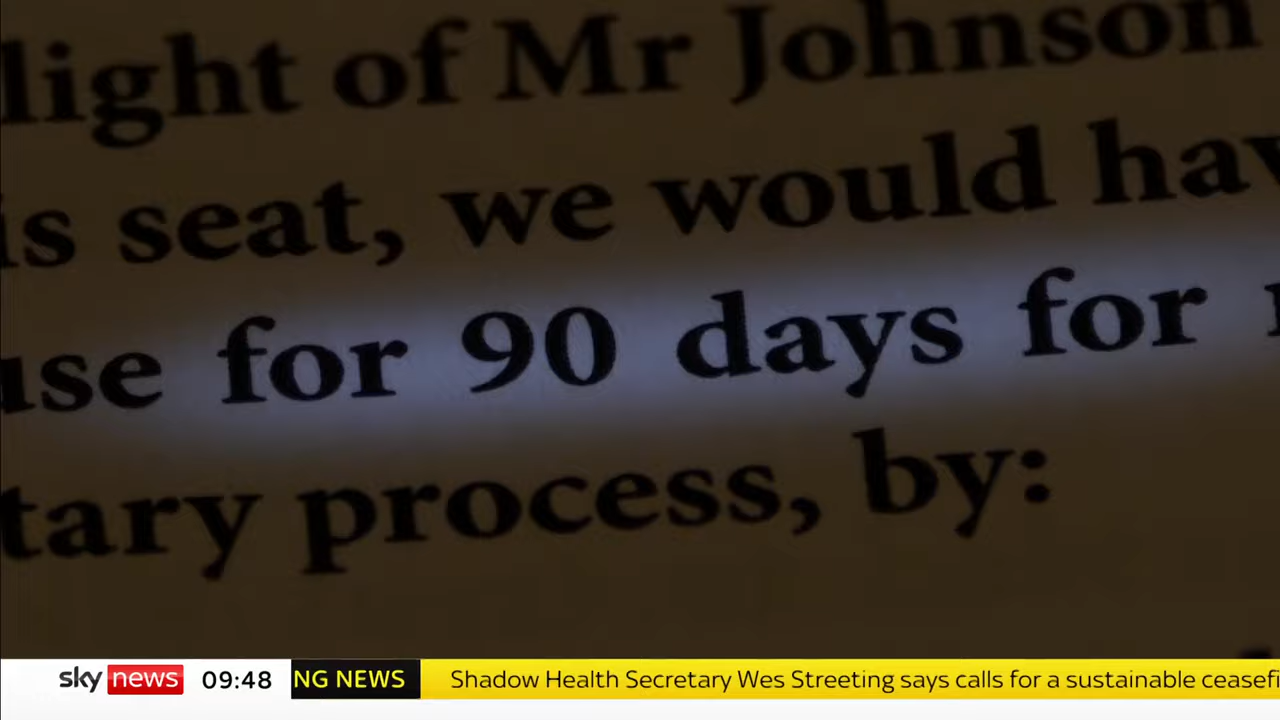 light of Mr Johnson
is seat, we would hav
use for 90 days for
tary process, by:
sky news 09:48 NG NEWS Shadow Health Secretary Wes Streeting says calls for a sustainable ceasefi